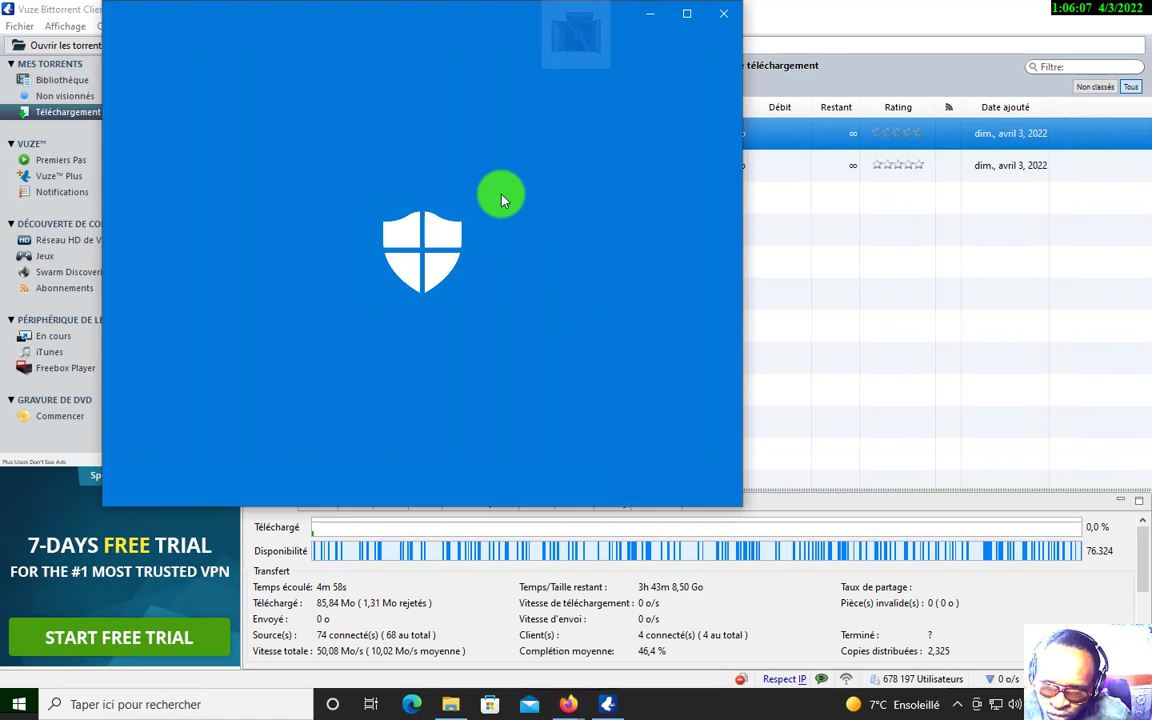 Vuze Bittorrent Clie
1:06:07 4/3/2022
Fichier Affichage C
Ouvrir les torrent
MES TORRENTS
Bibliothèque
Non visionnés
Téléchargement
VUZE™
Premiers Pas
Vuze™ Plus
Notifications
DÉCOUVERTE DE CO
Réseau HD de V
Jeux
Swarm Discoveri
Abonnements
PÉRIPHÉRIQUE DE LE
En cours
iTunes
Freebox Player
GRAVURE DE DVD
Commencer
Plus Users Don't See Ads
Sp
7-DAYS FREE TRIAL
FOR THE #1 MOST TRUSTED VPN
START FREE TRIAL
téléchargement
Filtre:
Non classés Tous
Débit Restant Rating Date ajouté
∞ dim., avril 3, 2022
∞ dim., avril 3, 2022
Téléchargé 0,0 %
Disponibilité 76.324
Transfert
Temps écoulé: 4m 58s Temps/Taille restant : 3h 43m 8,50 Go Taux de partage :
Téléchargé : 85,84 Mo ( 1,31 Mo rejetés ) Vitesse de téléchargement : 0 o/s Pièce(s) invalide(s) : 0 ( 0 o )
Envoyé : 0 o Vitesse d'envoi : 0 o/s
Source(s) : 74 connecté(s) ( 68 au total ) Client(s) : 4 connecté(s) ( 4 au total ) Terminé : ?
Vitesse totale : 50,08 Mo/s ( 10,02 Mo/s moyenne ) Complétion moyenne: 46,4 % Copies distribuées : 2,325
Respect IP 678 197 Utilisateurs 0 o/s
Taper ici pour rechercher 7°C Ensoleillé